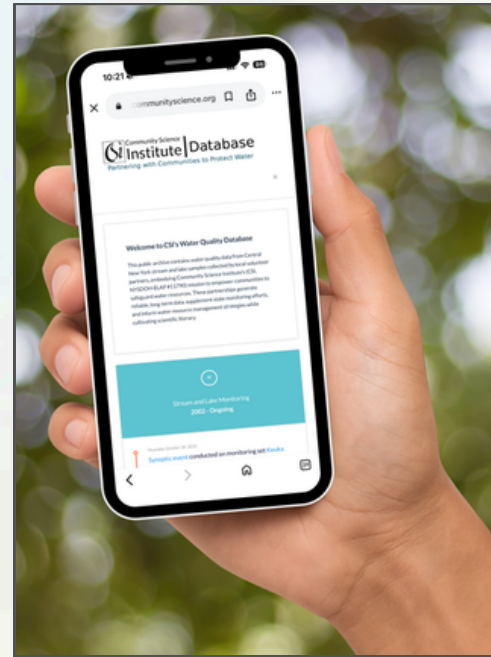 10:21
communityscience.org
CSi Community Science
Institute | Database
Partnering with Communities to Protect Water
Welcome to CSI's Water Quality Database
This public archive contains water quality data from Central
New York stream and lake samples collected by local volunteer
partners, embodying Community Science Institute's (CSI,
NYSDOH ELAP #11790) mission to empower communities to
safeguard water resources. These partnerships generate
reliable, long-term data, supplement state monitoring efforts,
and inform water resource management strategies while
cultivating scientific literacy.
Stream and Lake Monitoring
2002 - Ongoing
Synoptic event conducted on monitoring set Keuka